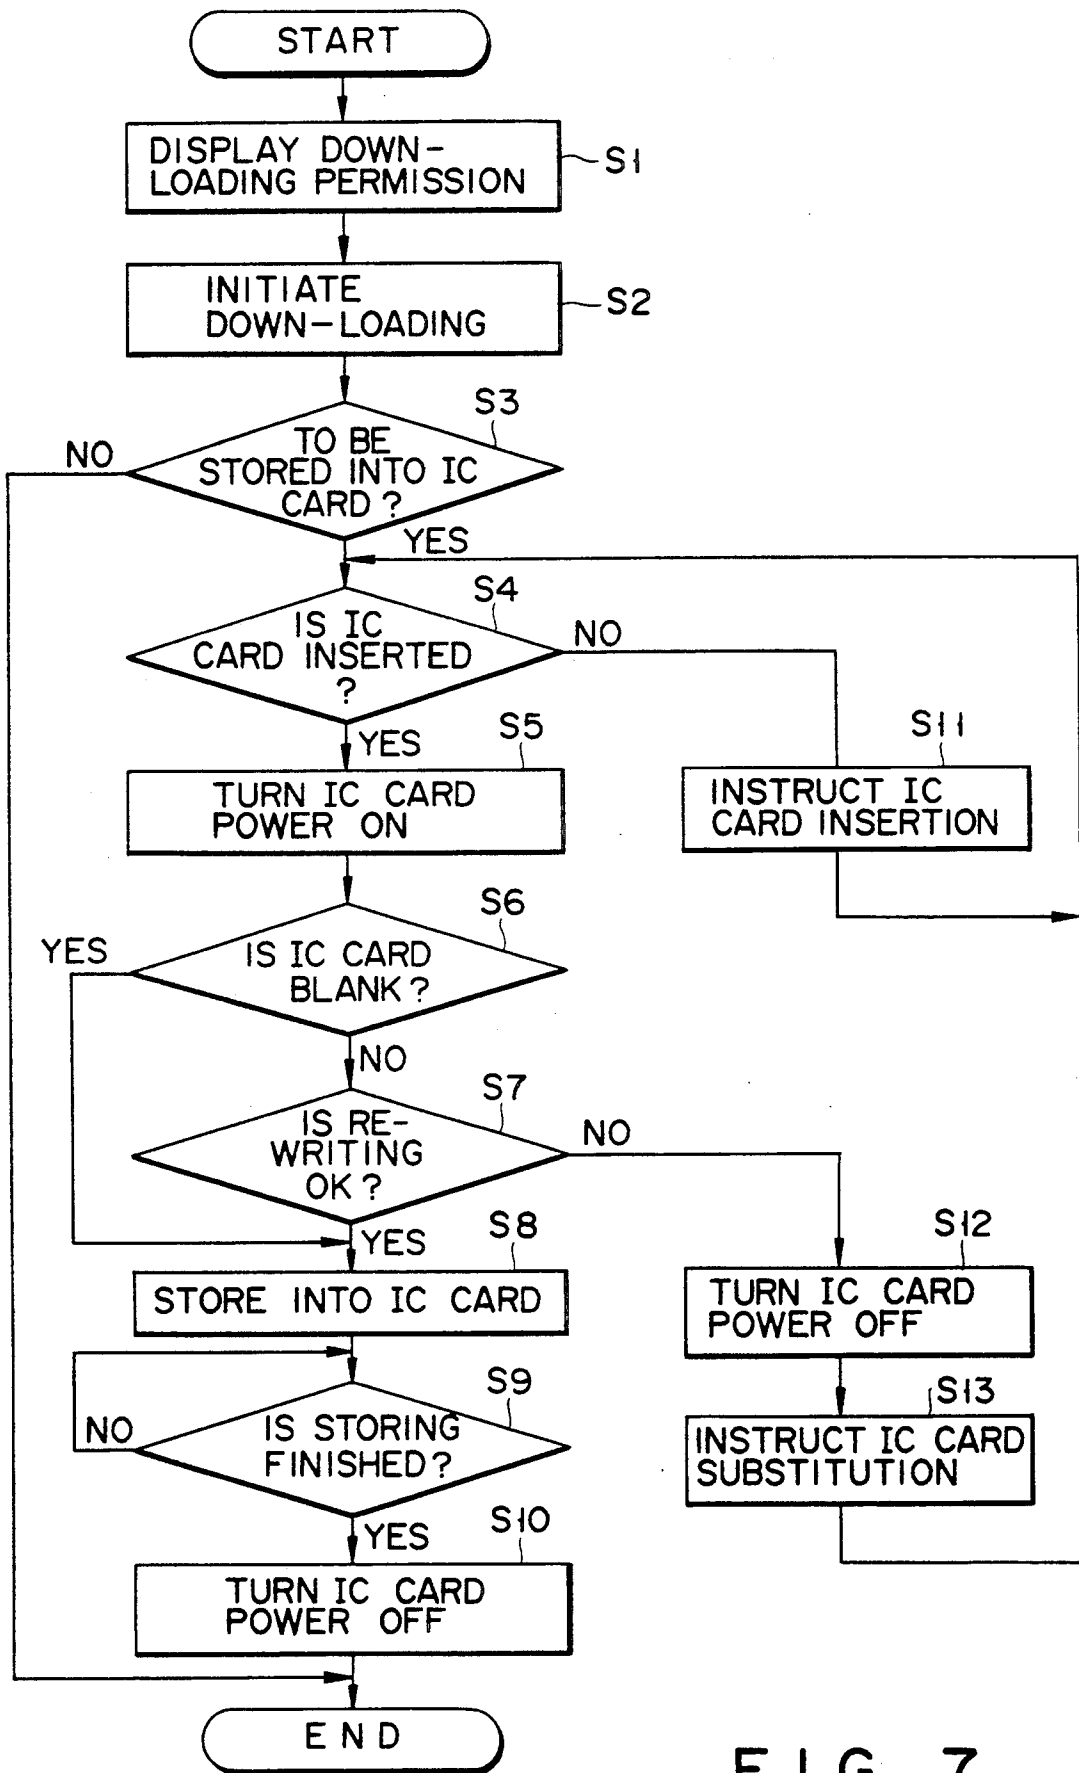 START
DISPLAY DOWN-
LOADING PERMISSION
S1
INITIATE
DOWN-LOADING
S2
S3
TO BE
STORED INTO IC
CARD?
NO
YES
S4
IS IC
CARD INSERTED
?
NO
YES
S5
TURN IC CARD
POWER ON
S11
INSTRUCT IC
CARD INSERTION
S6
IS IC CARD
BLANK?
YES
NO
S7
IS RE-
WRITING
OK?
NO
YES
S8
STORE INTO IC CARD
S12
TURN IC CARD
POWER OFF
S9
IS STORING
FINISHED?
NO
YES
S13
INSTRUCT IC CARD
SUBSTITUTION
S10
TURN IC CARD
POWER OFF
END
FIG. 7